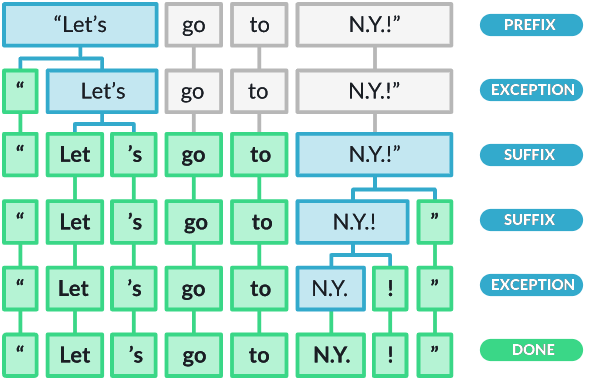 “Let’s go to N.Y.!” PREFIX
“ Let’s go to N.Y.!” EXCEPTION
“ Let ’s go to N.Y.!” SUFFIX
“ Let ’s go to N.Y.! ” SUFFIX
“ Let ’s go to N.Y. ! ” EXCEPTION
“ Let ’s go to N.Y. ! ” DONE